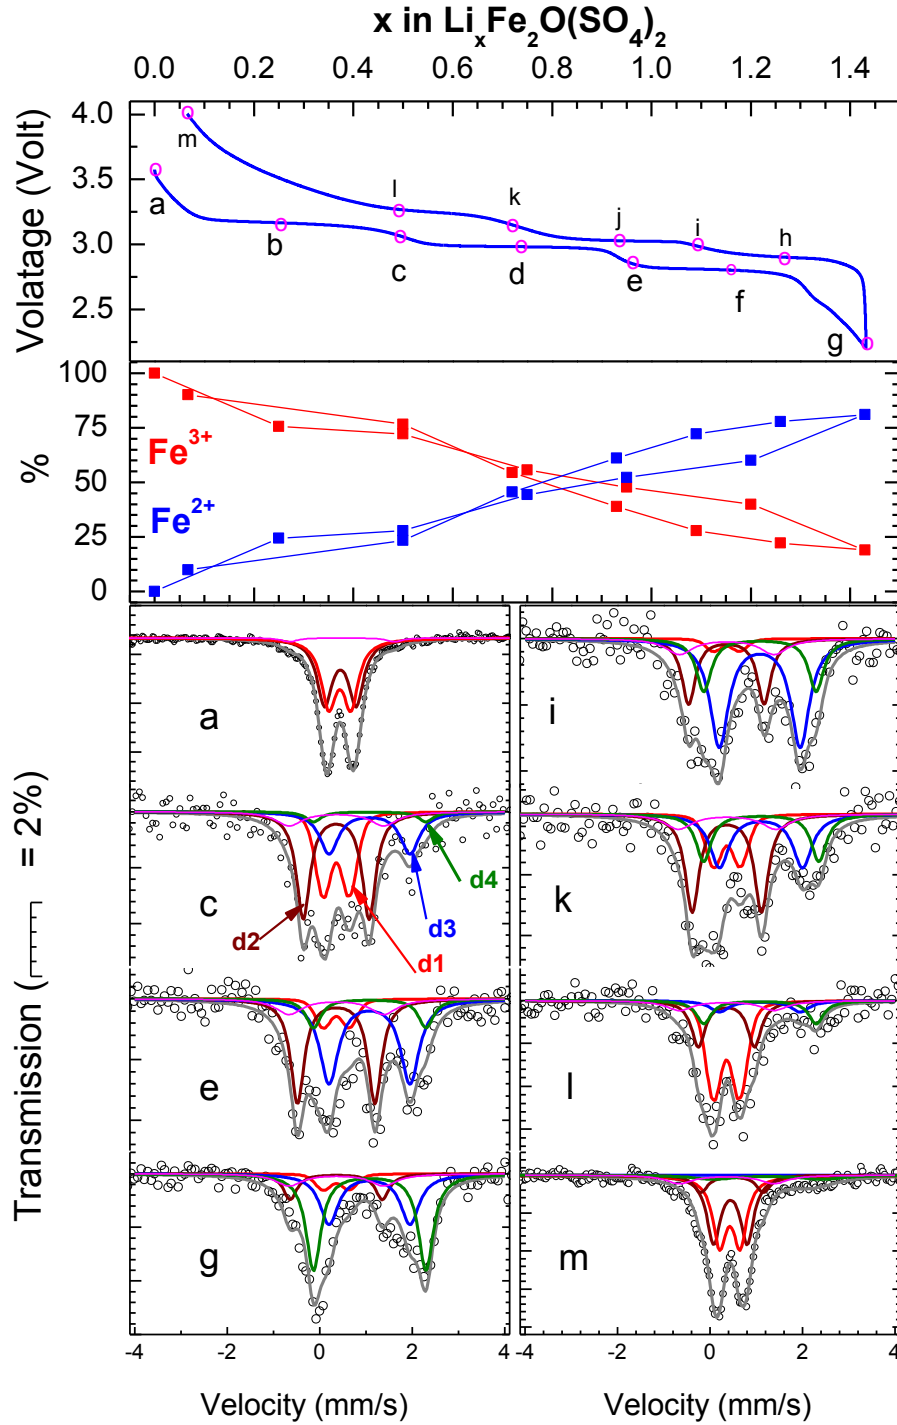 x in LixFe2O(SO4)2
0.0 0.2 0.4 0.6 0.8 1.0 1.2 1.4
Volatage (Volt)
4.0
3.5
3.0
2.5
m
a
l
k
b
c
d
j
i
h
e
f
g
%
100
75
50
25
0
Fe3+
Fe2+
Transmission ( = 2%)
a
i
c
d4
d2
d3
d1
k
e
l
g
m
-4 -2 0 2 4
-4 -2 0 2 4
Velocity (mm/s)
Velocity (mm/s)